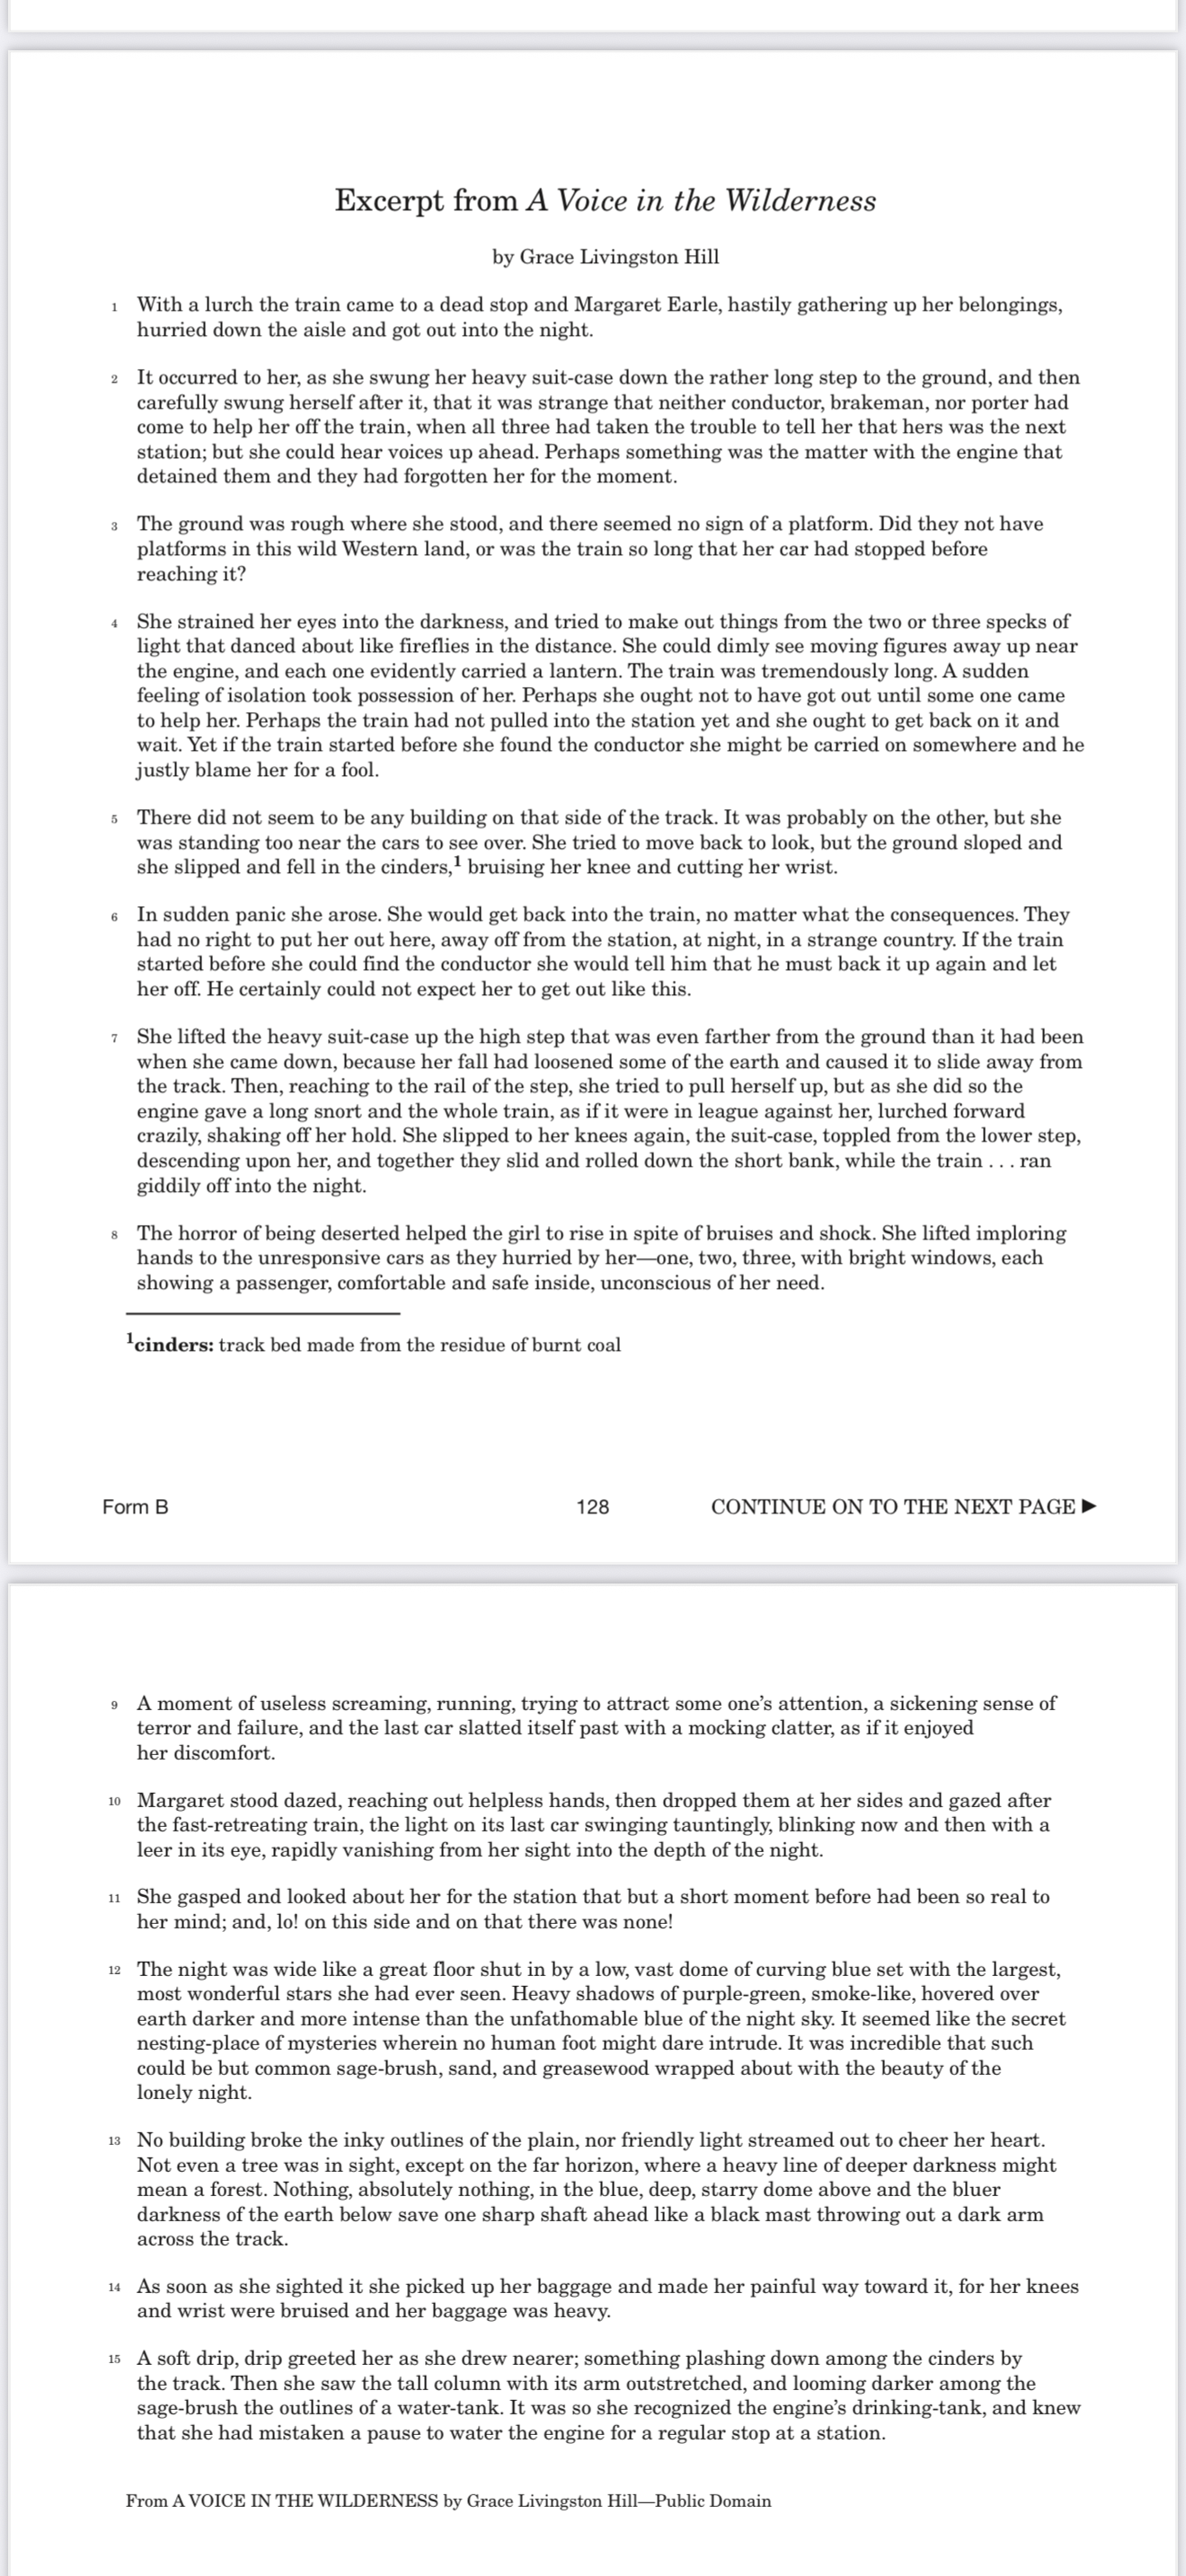 Excerpt from A Voice in the Wilderness
by Grace Livingston Hill
1 With a lurch the train came to a dead stop and Margaret Earle, hastily gathering up her belongings,
hurried down the aisle and got out into the night.
2 It occurred to her, as she swung her heavy suit-case down the rather long step to the ground, and then
carefully swung herself after it, that it was strange that neither conductor, brakeman, nor porter had
come to help her off the train, when all three had taken the trouble to tell her that hers was the next
station; but she could hear voices up ahead. Perhaps something was the matter with the engine that
detained them and they had forgotten her for the moment.
3 The ground was rough where she stood, and there seemed no sign of a platform. Did they not have
platforms in this wild Western land, or was the train so long that her car had stopped before
reaching it?
4 She strained her eyes into the darkness, and tried to make out things from the two or three specks of
light that danced about like fireflies in the distance. She could dimly see moving figures away up near
the engine, and each one evidently carried a lantern. The train was tremendously long. A sudden
feeling of isolation took possession of her. Perhaps she ought not to have got out until some one came
to help her. Perhaps the train had not pulled into the station yet and she ought to get back on it and
wait. Yet if the train started before she found the conductor she might be carried on somewhere and he
justly blame her for a fool.
5 There did not seem to be any building on that side of the track. It was probably on the other, but she
was standing too near the cars to see over. She tried to move back to look, but the ground sloped and
she slipped and fell in the cinders,1 bruising her knee and cutting her wrist.
6 In sudden panic she arose. She would get back into the train, no matter what the consequences. They
had no right to put her out here, away off from the station, at night, in a strange country. If the train
started before she could find the conductor she would tell him that he must back it up again and let
her off. He certainly could not expect her to get out like this.
7 She lifted the heavy suit-case up the high step that was even farther from the ground than it had been
when she came down, because her fall had loosened some of the earth and caused it to slide away from
the track. Then, reaching to the rail of the step, she tried to pull herself up, but as she did so the
engine gave a long snort and the whole train, as if it were in league against her, lurched forward
crazily, shaking off her hold. She slipped to her knees again, the suit-case, toppled from the lower step,
descending upon her, and together they slid and rolled down the short bank, while the train . . . ran
giddily off into the night.
8 The horror of being deserted helped the girl to rise in spite of bruises and shock. She lifted imploring
hands to the unresponsive cars as they hurried by her—one, two, three, with bright windows, each
showing a passenger, comfortable and safe inside, unconscious of her need.
1cinders: track bed made from the residue of burnt coal
Form B 128 CONTINUE ON TO THE NEXT PAGE ►
9 A moment of useless screaming, running, trying to attract some one's attention, a sickening sense of
terror and failure, and the last car slatted itself past with a mocking clatter, as if it enjoyed
her discomfort.
10 Margaret stood dazed, reaching out helpless hands, then dropped them at her sides and gazed after
the fast-retreating train, the light on its last car swinging tauntingly, blinking now and then with a
leer in its eye, rapidly vanishing from her sight into the depth of the night.
11 She gasped and looked about her for the station that but a short moment before had been so real to
her mind; and, lo! on this side and on that there was none!
12 The night was wide like a great floor shut in by a low, vast dome of curving blue set with the largest,
most wonderful stars she had ever seen. Heavy shadows of purple-green, smoke-like, hovered over
earth darker and more intense than the unfathomable blue of the night sky. It seemed like the secret
nesting-place of mysteries wherein no human foot might dare intrude. It was incredible that such
could be but common sage-brush, sand, and greasewood wrapped about with the beauty of the
lonely night.
13 No building broke the inky outlines of the plain, nor friendly light streamed out to cheer her heart.
Not even a tree was in sight, except on the far horizon, where a heavy line of deeper darkness might
mean a forest. Nothing, absolutely nothing, in the blue, deep, starry dome above and the bluer
darkness of the earth below save one sharp shaft ahead like a black mast throwing out a dark arm
across the track.
14 As soon as she sighted it she picked up her baggage and made her painful way toward it, for her knees
and wrist were bruised and her baggage was heavy.
15 A soft drip, drip greeted her as she drew nearer; something plashing down among the cinders by
the track. Then she saw the tall column with its arm outstretched, and looming darker among the
sage-brush the outlines of a water-tank. It was so she recognized the engine's drinking-tank, and knew
that she had mistaken a pause to water the engine for a regular stop at a station.
From A VOICE IN THE WILDERNESS by Grace Livingston Hill—Public Domain